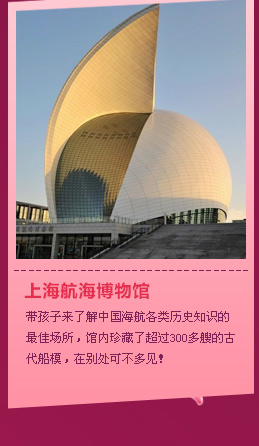 上海航海博物馆
带孩子来了解中国海航各类历史知识的
最佳场所，馆内珍藏了超过300多艘的古
代船模，在别处可不多见！